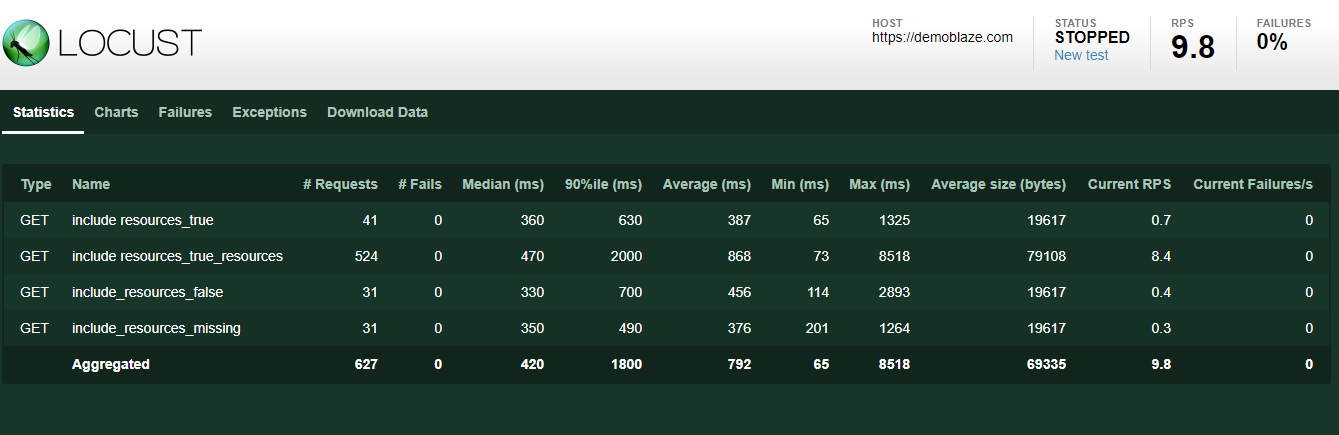 LOCUST
HOST
https://demoblaze.com
STATUS
STOPPED
New test
RPS
9.8
FAILURES
0%
Statistics Charts Failures Exceptions Download Data
Type Name # Requests # Fails Median (ms) 90%ile (ms) Average (ms) Min (ms) Max (ms) Average size (bytes) Current RPS Current Failures/s
GET include resources_true 41 0 360 630 387 65 1325 19617 0.7 0
GET include resources_true_resources 524 0 470 2000 868 73 8518 79108 8.4 0
GET include_resources_false 31 0 330 700 456 114 2893 19617 0.4 0
GET include_resources_missing 31 0 350 490 376 201 1264 19617 0.3 0
Aggregated 627 0 420 1800 792 65 8518 69335 9.8 0